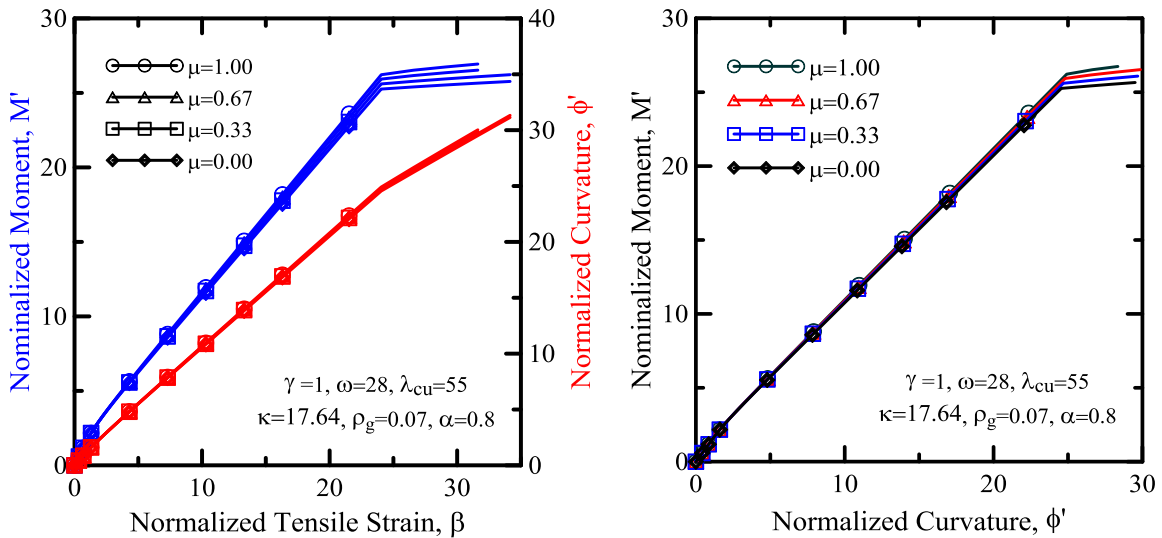 30
20
10
0
Nominalized Moment, M'
μ=1.00
μ=0.67
μ=0.33
μ=0.00
γ =1, ω=28, λcu=55
κ=17.64, ρg=0.07, α=0.8
0 10 20 30
Normalized Tensile Strain, β
40
30
20
10
0
Normalized Curvature, ϕ'
30
20
10
0
Nominalized Moment, M'
μ=1.00
μ=0.67
μ=0.33
μ=0.00
γ =1, ω=28, λcu=55
κ=17.64, ρg=0.07, α=0.8
0 10 20 30
Normalized Curvature, ϕ'